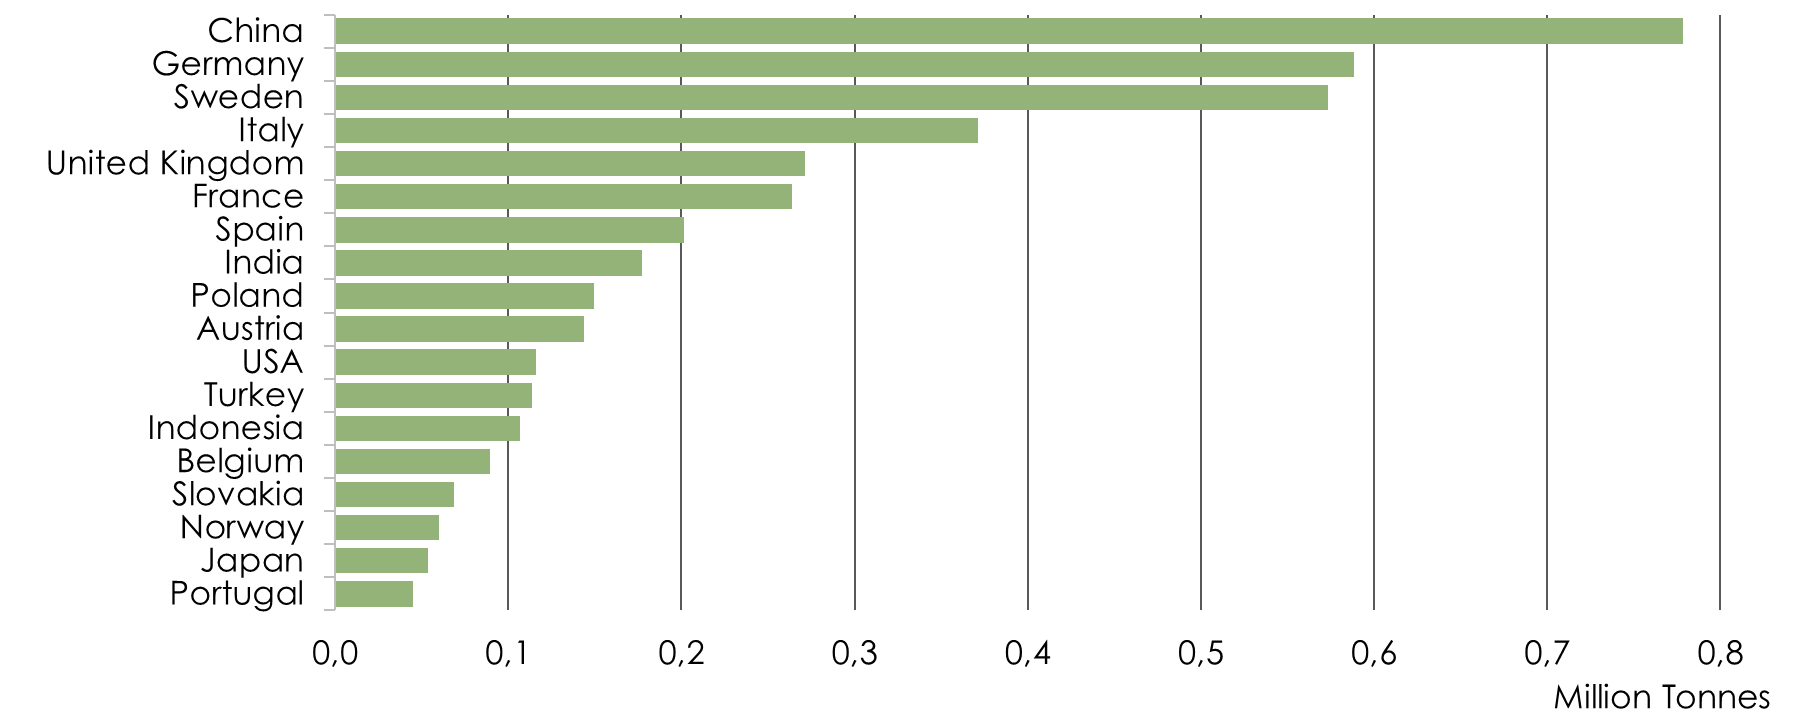 China
Germany
Sweden
Italy
United Kingdom
France
Spain
India
Poland
Austria
USA
Turkey
Indonesia
Belgium
Slovakia
Norway
Japan
Portugal
0,0 0,1 0,2 0,3 0,4 0,5 0,6 0,7 0,8
Million Tonnes